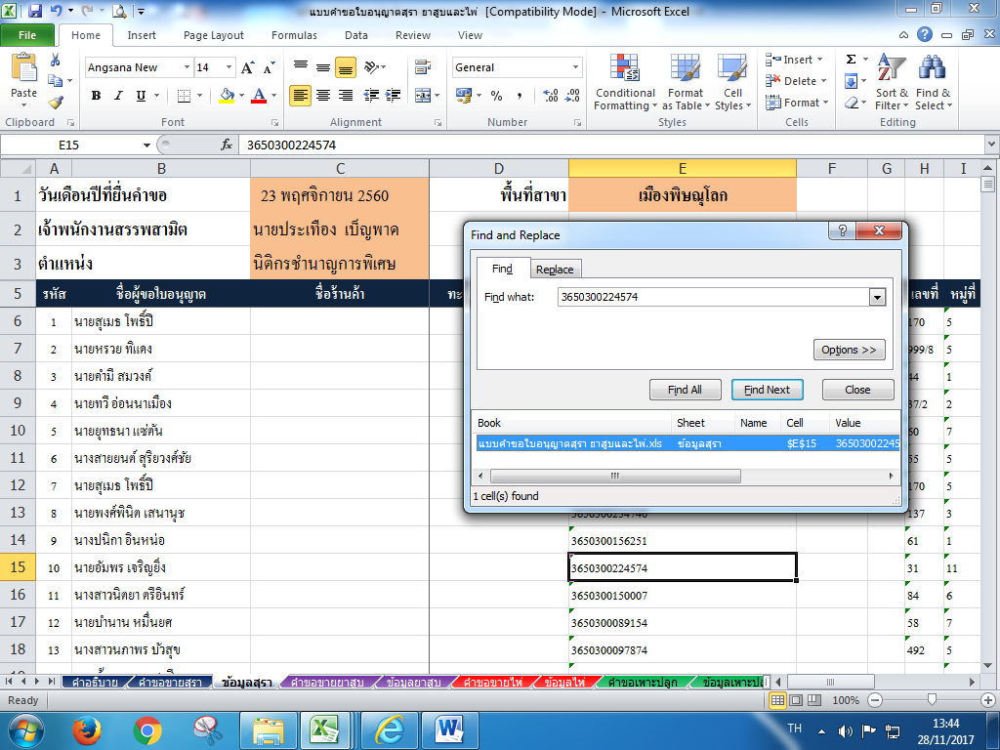 แบบคำขอใบอนุญาตสุรา ยาสูบและไพ่ [Compatibility Mode] - Microsoft Excel
File Home Insert Page Layout Formulas Data Review View
Paste Angsana New 14 General Conditional Formatting Format as Table Cell Styles Insert Delete Format Sort & Filter Find & Select
B I U % ,
Clipboard Font Alignment Number Styles Cells Editing
E15 fx 3650300224574
A B C D E F G H I
1 วันเดือนปีที่ยื่นคำขอ 23 พฤศจิกายน 2560 พื้นที่สาขา เมืองพิษณุโลก
2 เจ้าพนักงานสรรพสามิต นายประเทือง เบ็ญพาด
3 ตำแหน่ง นิติกรชำนาญการพิเศษ
5 รหัส ชื่อผู้ขอใบอนุญาต ชื่อร้านค้า ทะ เลขที่ หมู่ที่
6 1 นายสุเมธ โพธิ์ปี 170 5
7 2 นายหรวย ทิแดง 999/8 5
8 3 นายคำมี สมวงค์ 44 1
9 4 นายทวี อ่อนนาเมือง 37/2 2
10 5 นายยุทธนา แซ่ตัน 60 7
11 6 นางสายยนต์ สุริยวงศ์ชัย 55 5
12 7 นายสุเมธ โพธิ์ปี 170 5
13 8 นายพงศ์พินิต เสนานุช 137 3
14 9 นางปนิกา อินหน่อ 3650300156251 61 1
15 10 นายอัมพร เจริญยิ่ง 3650300224574 31 11
16 11 นางสาวนิตยา ตรีอินทร์ 3650300150007 84 6
17 12 นายบำนาน หมื่นยศ 3650300089154 58 7
18 13 นางสาวนภาพร บัวสุข 3650300097874 492 5
Find and Replace
Find Replace
Find what: 3650300224574
Options >>
Find All Find Next Close
Book Sheet Name Cell Value
แบบคำขอใบอนุญาตสุรา ยาสูบและไพ่.xls ข้อมูลสุรา $E$15 36503002245
1 cell(s) found
คำอธิบาย คำขอขายสุรา ข้อมูลสุรา คำขอขายยาสูบ ข้อมูลยาสูบ คำขอขายไพ่ ข้อมูลไพ่ คำขอเพาะปลูก ข้อมูลเพาะปล
Ready 100%
TH 13:44
28/11/2017